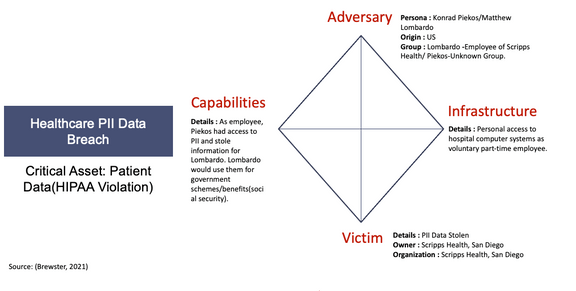 Adversary
Persona : Konrad Piekos/Matthew
Lombardo
Origin : US
Group : Lombardo -Employee of Scripps
Health/ Piekos-Unknown Group.
Capabilities
Details : As employee,
Piekos had access to
PII and stole
information for
Lombardo. Lombardo
would use them for
government
schemes/benefits(soci
al security).
Healthcare PII Data
Breach
Critical Asset: Patient
Data(HIPAA Violation)
Infrastructure
Details : Personal access to
hospital computer systems as
voluntary part-time employee.
Victim
Details : PII Data Stolen
Owner : Scripps Health, San Diego
Organization : Scripps Health, San Diego
Source: (Brewster, 2021)